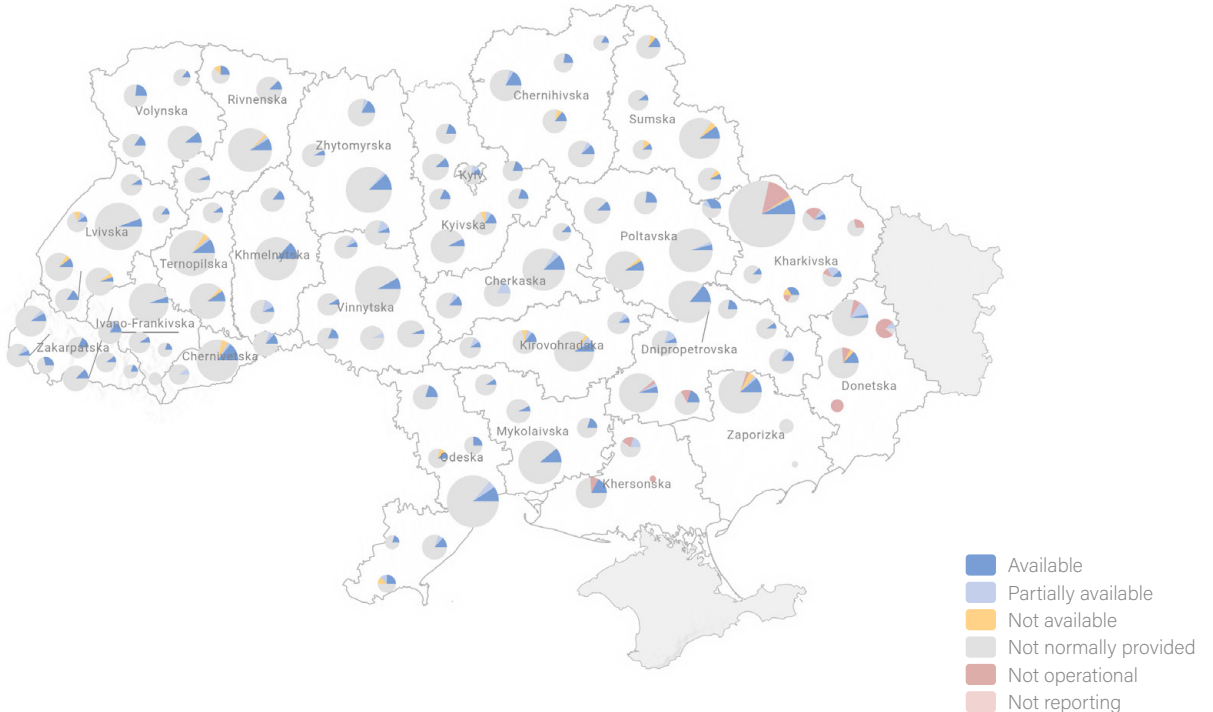 Chernihivska
Volynska
Rivnenska
Sumska
Zhytomyrska
Kyiv
Kyivska
Lvivska
Ternopilska
Khmelnytska
Poltavska
Kharkivska
Cherkaska
Vinnytska
Ivano-Frankivska
Zakarpatska
Chernivetska
Kirovohradska
Dnipropetrovska
Donetska
Mykolaivska
Zaporizka
Odeska
Khersonska
Available
Partially available
Not available
Not normally provided
Not operational
Not reporting